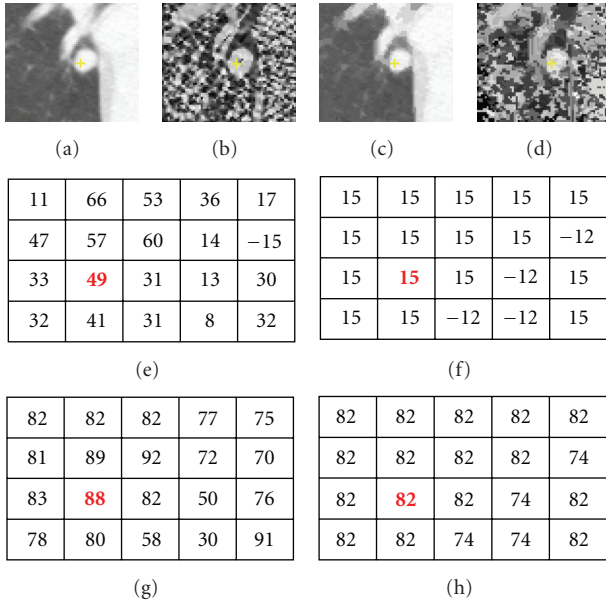 (a) (b) (c) (d)
11 66 53 36 17
47 57 60 14 −15
33 49 31 13 30
32 41 31 8 32
(e)
15 15 15 15 15
15 15 15 15 −12
15 15 15 −12 15
15 15 −12 −12 15
(f)
82 82 82 77 75
81 89 92 72 70
83 88 82 50 76
78 80 58 30 91
(g)
82 82 82 82 82
82 82 82 82 74
82 82 82 74 82
82 82 74 74 82
(h)